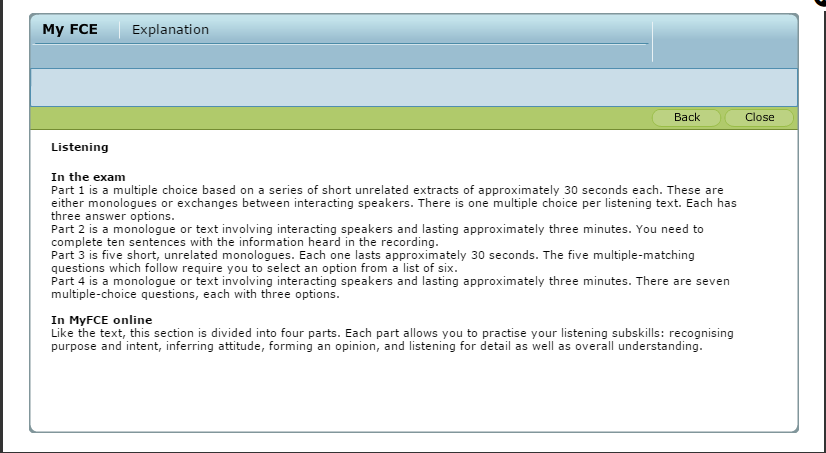 My FCE Explanation
Back Close
Listening
In the exam
Part 1 is a multiple choice based on a series of short unrelated extracts of approximately 30 seconds each. These are
either monologues or exchanges between interacting speakers. There is one multiple choice per listening text. Each has
three answer options.
Part 2 is a monologue or text involving interacting speakers and lasting approximately three minutes. You need to
complete ten sentences with the information heard in the recording.
Part 3 is five short, unrelated monologues. Each one lasts approximately 30 seconds. The five multiple-matching
questions which follow require you to select an option from a list of six.
Part 4 is a monologue or text involving interacting speakers and lasting approximately three minutes. There are seven
multiple-choice questions, each with three options.
In MyFCE online
Like the text, this section is divided into four parts. Each part allows you to practise your listening subskills: recognising
purpose and intent, inferring attitude, forming an opinion, and listening for detail as well as overall understanding.